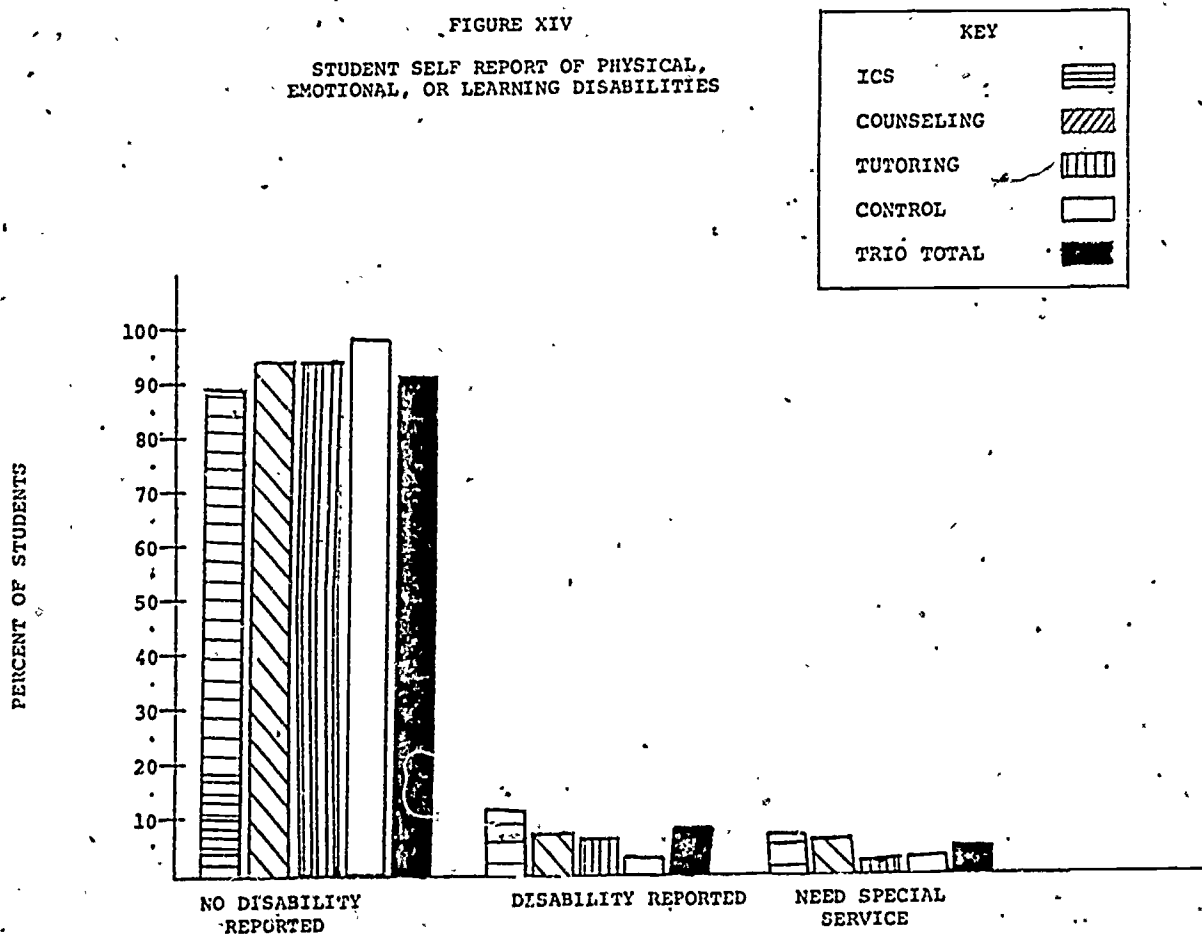 FIGURE XIV
STUDENT SELF REPORT OF PHYSICAL,
EMOTIONAL, OR LEARNING DISABILITIES
KEY
ICS
COUNSELING
TUTORING
CONTROL
TRIO TOTAL
PERCENT OF STUDENTS
100
90
80
70
60
50
40
30
20
10
NO DISABILITY
REPORTED
DISABILITY REPORTED
NEED SPECIAL
SERVICE